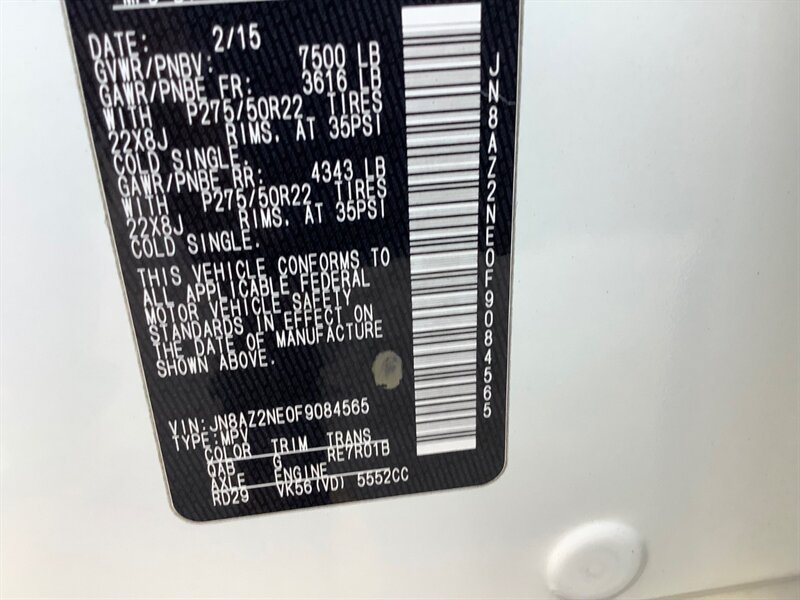 DATE: 2/15
GVWR/PNBV: 7500 LB
GAWR/PNBE FR: 3616 LB
WITH P275/50R22 TIRES
22X8J RIMS, AT 35PSI
COLD SINGLE.
GAWR/PNBE RR: 4343 LB
WITH P275/50R22 TIRES
22X8J RIMS, AT 35PSI
COLD SINGLE.
THIS VEHICLE CONFORMS TO
ALL APPLICABLE FEDERAL
MOTOR VEHICLE SAFETY
STANDARDS IN EFFECT ON
THE DATE OF MANUFACTURE
SHOWN ABOVE.
VIN:JN8AZ2NE0F9084565
TYPE:MPV
COLOR TRIM TRANS
QAB G RE7R01B
AXLE ENGINE
RD29 VK56(VD) 5552CC
JN8AZ2NE0F9084565